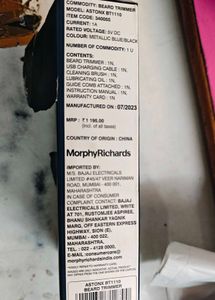 COMMODITY: BEARD TRIMMER
ASTONX BT1110
ITEM CODE: 340065
CURRENT: 1A
RATED VOLTAGE: 5V DC
COLOUR: METALLIC BLUE/BLACK
NUMBER OF COMMODITY: 1 U
CONTENTS:
BEARD TRIMMER : 1N,
USB CHARGING CABLE : 1N,
CLEANING BRUSH : 1N,
LUBRICATION OIL : 1N,
GUIDE COMB ATTACHED : 1N,
INSTRUCTION MANUAL : 1N,
WARRANTY CARD : 1N
MANUFACTURED ON : 07/2023
MRP : ₹ 1 195.00
(incl. of all taxes)
COUNTRY OF ORIGIN : CHINA
MorphyRichards
IMPORTED BY:
M/S. BAJAJ ELECTRICALS
LIMITED #45/47 VEER NARIMAN
ROAD, MUMBAI - 400 001,
MAHARASHTRA
IN CASE OF CONSUMER
COMPLAINT, CONTACT: BAJAJ
ELECTRICALS LIMITED, WRITE AT
701, RUSTOMJEE ASPIREE,
BHANU SHANKAR YAGNIK
MARG, OFF EASTERN EXPRESS
HIGHWAY, SION (E),
MUMBAI - 400 022,
MAHARASHTRA,
TEL. : 022 - 4128 0000,
E-MAIL :consumercare@
morphyrichardsindia.com
ASTONX BT1110
BEARD TRIMMER